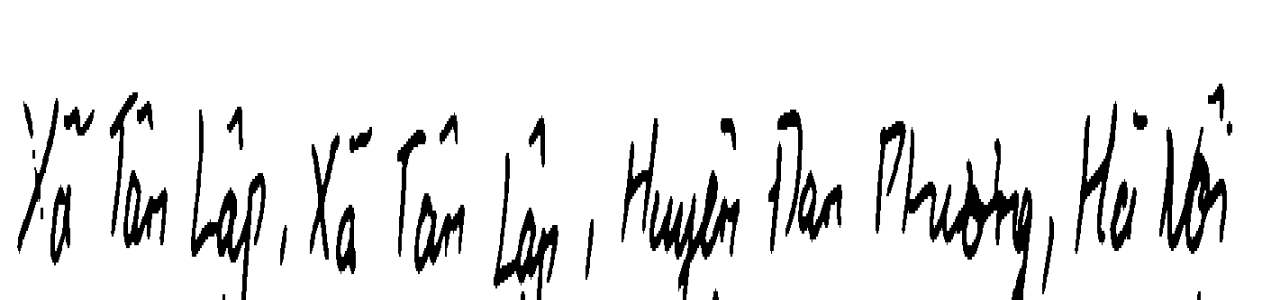 Xã Tân Lập, Xã Tân Lập, Huyện Đan Phượng, Hà Nội